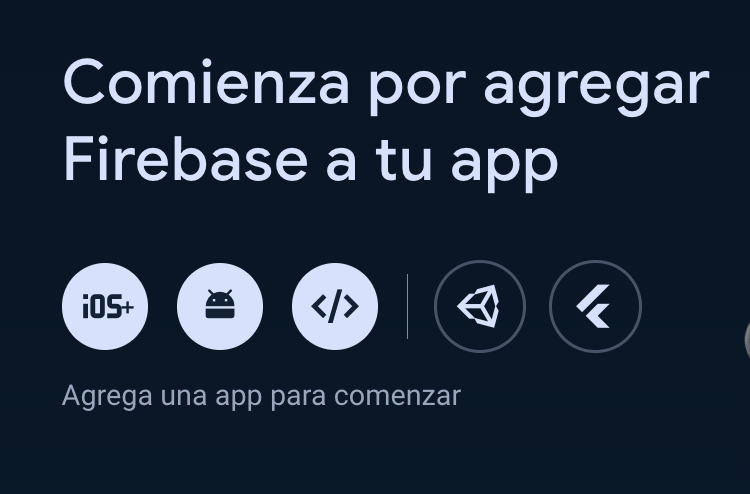 Comienza por agregar
Firebase a tu app
iOS+
Agrega una app para comenzar